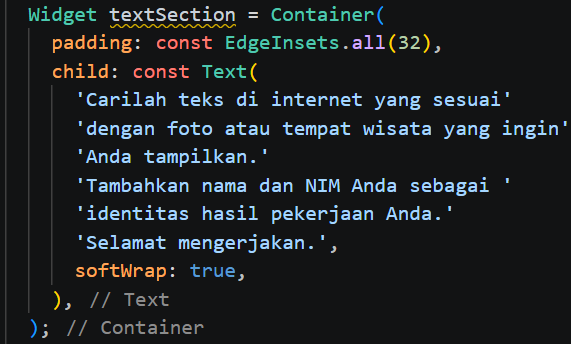 Widget textSection = Container(
  padding: const EdgeInsets.all(32),
  child: const Text(
    'Carilah teks di internet yang sesuai'
    'dengan foto atau tempat wisata yang ingin'
    'Anda tampilkan.'
    'Tambahkan nama dan NIM Anda sebagai '
    'identitas hasil pekerjaan Anda.'
    'Selamat mengerjakan.',
    softWrap: true,
  ), // Text
); // Container